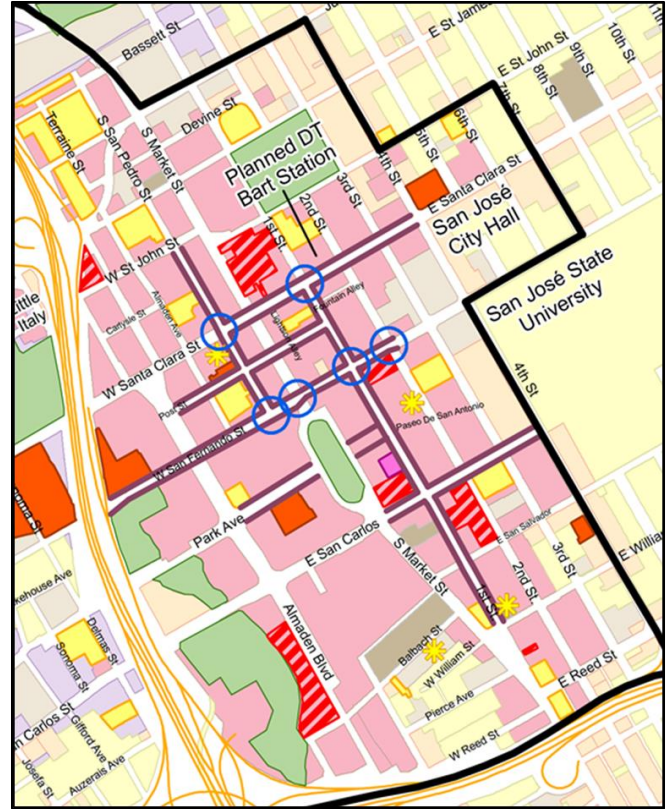 Bassett St
E St James St
E St John St
11th St
10th St
9th St
8th St
7th St
6th St
5th St
4th St
3rd St
2nd St
1st St.
Terraine St
S San Pedro St
S Market St
Devine St
Planned DT
Bart Station
E Santa Clara St
San José
City Hall
W St John St
Little
Italy
Carlysle St
Almaden Ave
Lightson Alley
Fountain Alley
San José State
University
W Santa Clara St
Post St
4th St
Paseo De San Antonio
W San Fernando St
Park Ave
E San Carlos
S Market St
E San Salvador
1st St
2nd St
3rd St
E William
Almaden Blvd
Balbach St
W William St
Pierce Ave
E Reed St
W Reed St
Delmas St
Sonoma St
Gifford Ave
Auzerais Ave
Josefa St